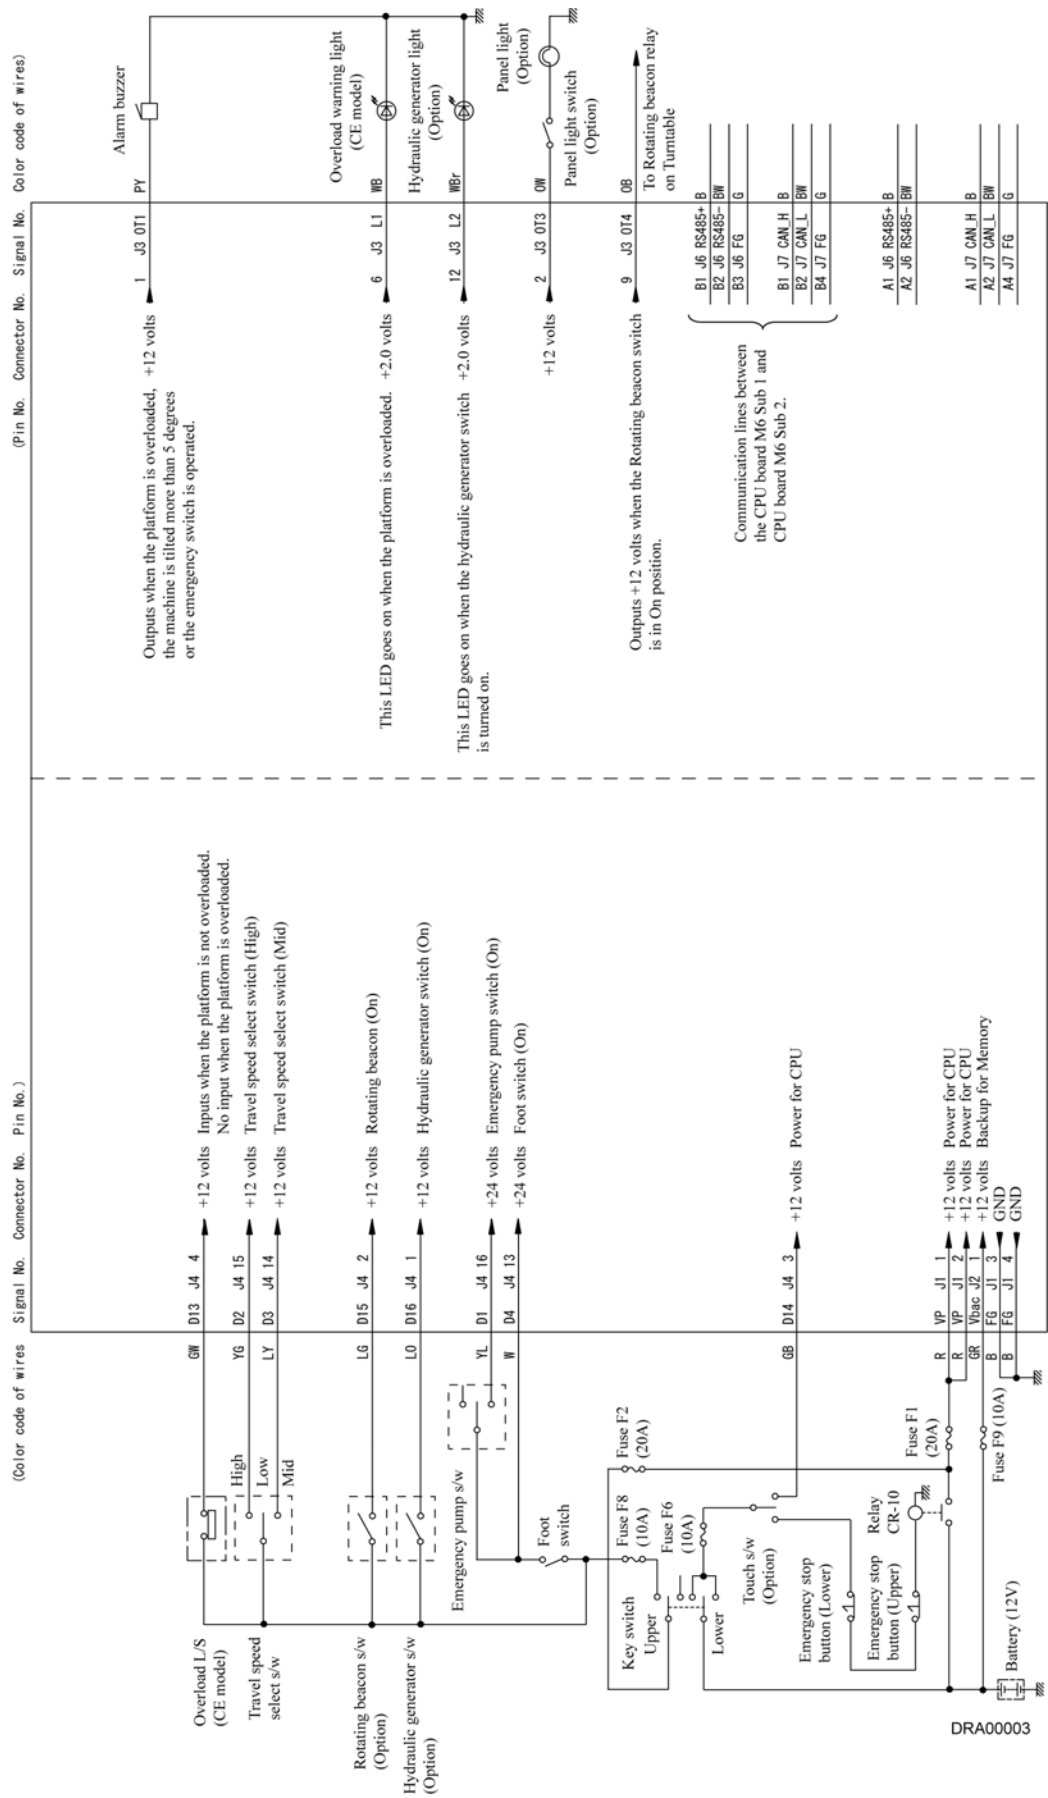 (Color code of wires   Signal No.   Connector No.   Pin No.)
(Pin No.   Connector No.   Signal No.   Color code of wires)
Overload L/S
(CE model)
GW   D13   J4   4
+12 volts   Inputs when the platform is not overloaded.
No input when the platform is overloaded.
Travel speed
select s/w
High
Low
Mid
YG   D2   J4   15
+12 volts   Travel speed select switch (High)
LY   D3   J4   14
+12 volts   Travel speed select switch (Mid)
Rotating beacon s/w
(Option)
LG   D15   J4   2
+12 volts   Rotating beacon (On)
Hydraulic generator s/w
(Option)
LO   D16   J4   1
+12 volts   Hydraulic generator switch (On)
Emergency pump s/w
YL   D1   J4   16
+24 volts   Emergency pump switch (On)
W   D4   J4   13
+24 volts   Foot switch (On)
Foot
switch
Fuse F2
(20A)
Fuse F8
(10A)
Fuse F6
(10A)
Key switch
Upper
Lower
Touch s/w
(Option)
GB   D14   J4   3
+12 volts   Power for CPU
Emergency stop
button (Lower)
Emergency stop
button (Upper)
Relay
CR-10
Fuse F1
(20A)
Fuse F9 (10A)
R   VP   J1   1
+12 volts   Power for CPU
R   VP   J1   2
+12 volts   Power for CPU
GR   Vbac   J2   1
+12 volts   Backup for Memory
B   FG   J1   3
GND
B   FG   J1   4
GND
Battery (12V)
Outputs when the platform is overloaded,   +12 volts
the machine is tilted more than 5 degrees
or the emergency switch is operated.
1   J3   OT1   PY
Alarm buzzer
This LED goes on when the platform is overloaded.   +2.0 volts
6   J3   L1   WB
Overload warning light
(CE model)
This LED goes on when the hydraulic generator switch   +2.0 volts
is turned on.
12   J3   L2   WBr
Hydraulic generator light
(Option)
+12 volts
2   J3   OT3   OW
Panel light switch
(Option)
Panel light
(Option)
Outputs +12 volts when the Rotating beacon switch
is in On position.
9   J3   OT4   OB
To Rotating beacon relay
on Turntable
Communication lines between
the CPU board M6 Sub 1 and
CPU board M6 Sub 2.
B1   J6   RS485+   B
B2   J6   RS485-   BW
B3   J6   FG   G
B1   J7   CAN_H   B
B2   J7   CAN_L   BW
B4   J7   FG   G
A1   J6   RS485+   B
A2   J6   RS485-   BW
A1   J7   CAN_H   B
A2   J7   CAN_L   BW
A4   J7   FG   G
DRA00003